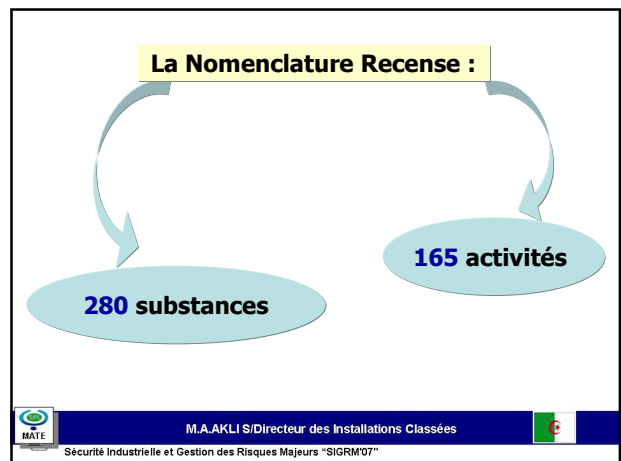 La Nomenclature Recense :
165 activités
280 substances
MATE
M.A.AKLI S/Directeur des Installations Classées
Sécurité Industrielle et Gestion des Risques Majeurs "SIGRM'07"